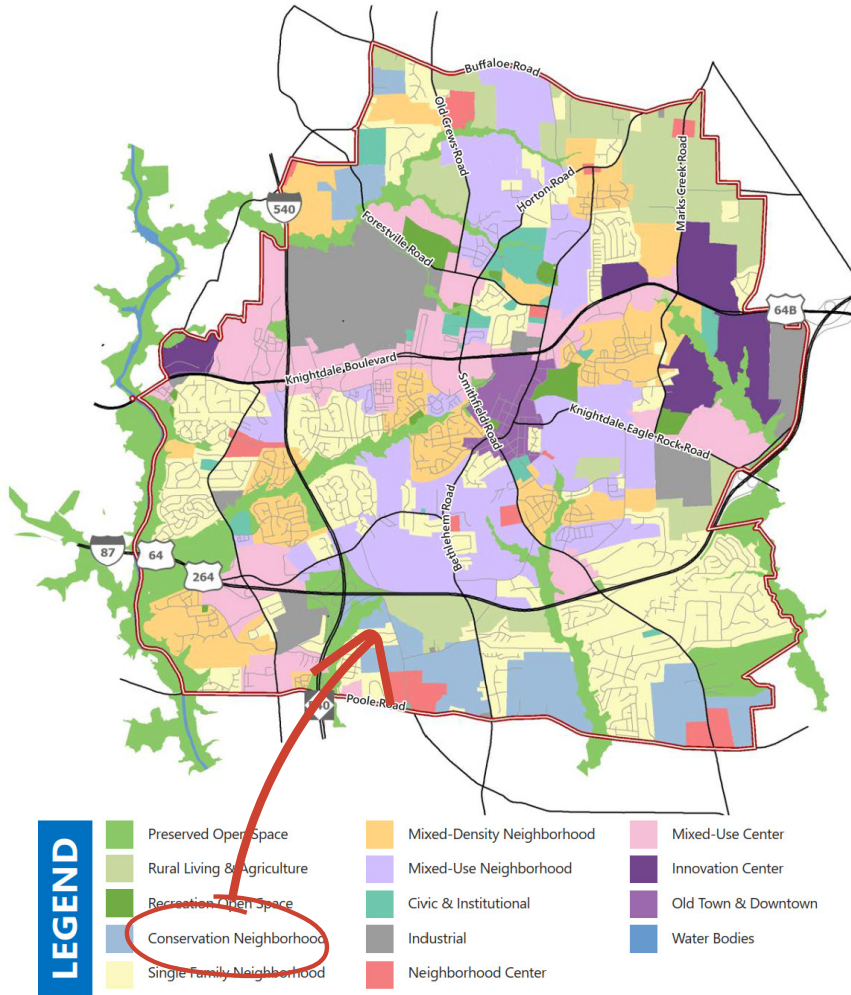 Buffaloe Road
Old Crews Road
Marks Creek Road
Horton Road
540
Forestville Road
64B
Knightdale Boulevard
Smithfield Road
Knightdale Eagle Rock Road
Bethlehem Road
87
64
264
Poole Road
LEGEND
Preserved Open Space
Mixed-Density Neighborhood
Mixed-Use Center
Rural Living & Agriculture
Mixed-Use Neighborhood
Innovation Center
Recreation Open Space
Civic & Institutional
Old Town & Downtown
Conservation Neighborhood
Industrial
Water Bodies
Single Family Neighborhood
Neighborhood Center